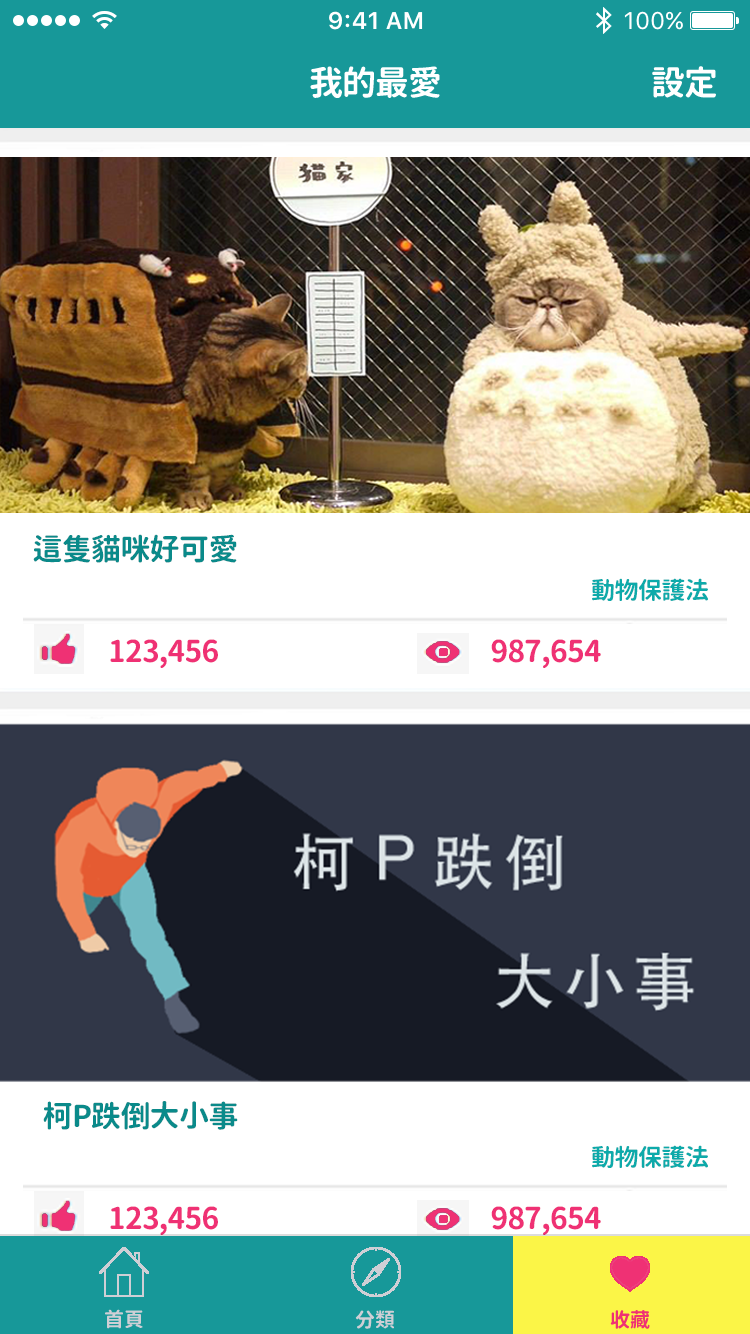 9:41 AM 100%
我的最愛 設定
猫家
這隻貓咪好可愛
動物保護法
123,456 987,654
柯P跌倒
大小事
柯P跌倒大小事
動物保護法
123,456 987,654
首頁 分類 收藏